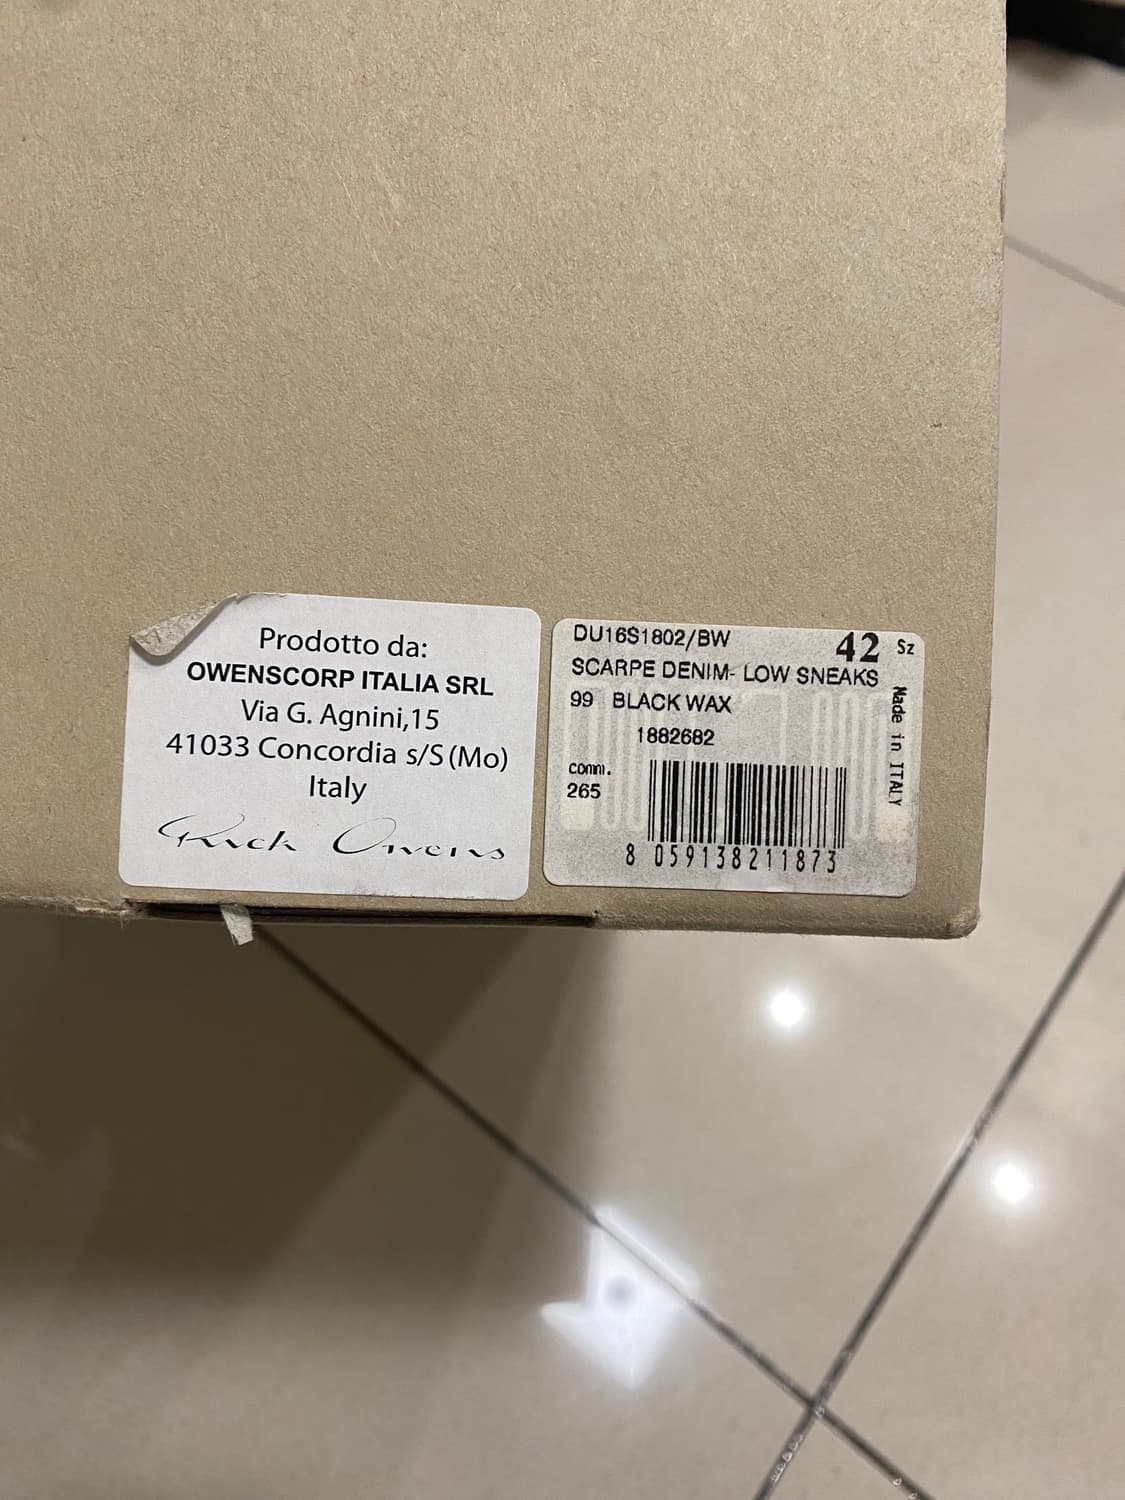 Prodotto da:
OWENSCORP ITALIA SRL
Via G. Agnini,15
41033 Concordia s/S (Mo)
Italy
Rick Owens
DU16S1802/BW 42 Sz
SCARPE DENIM- LOW SNEAKS
99 BLACK WAX
1882682
comm.
265
8 059138211873
Made in ITALY